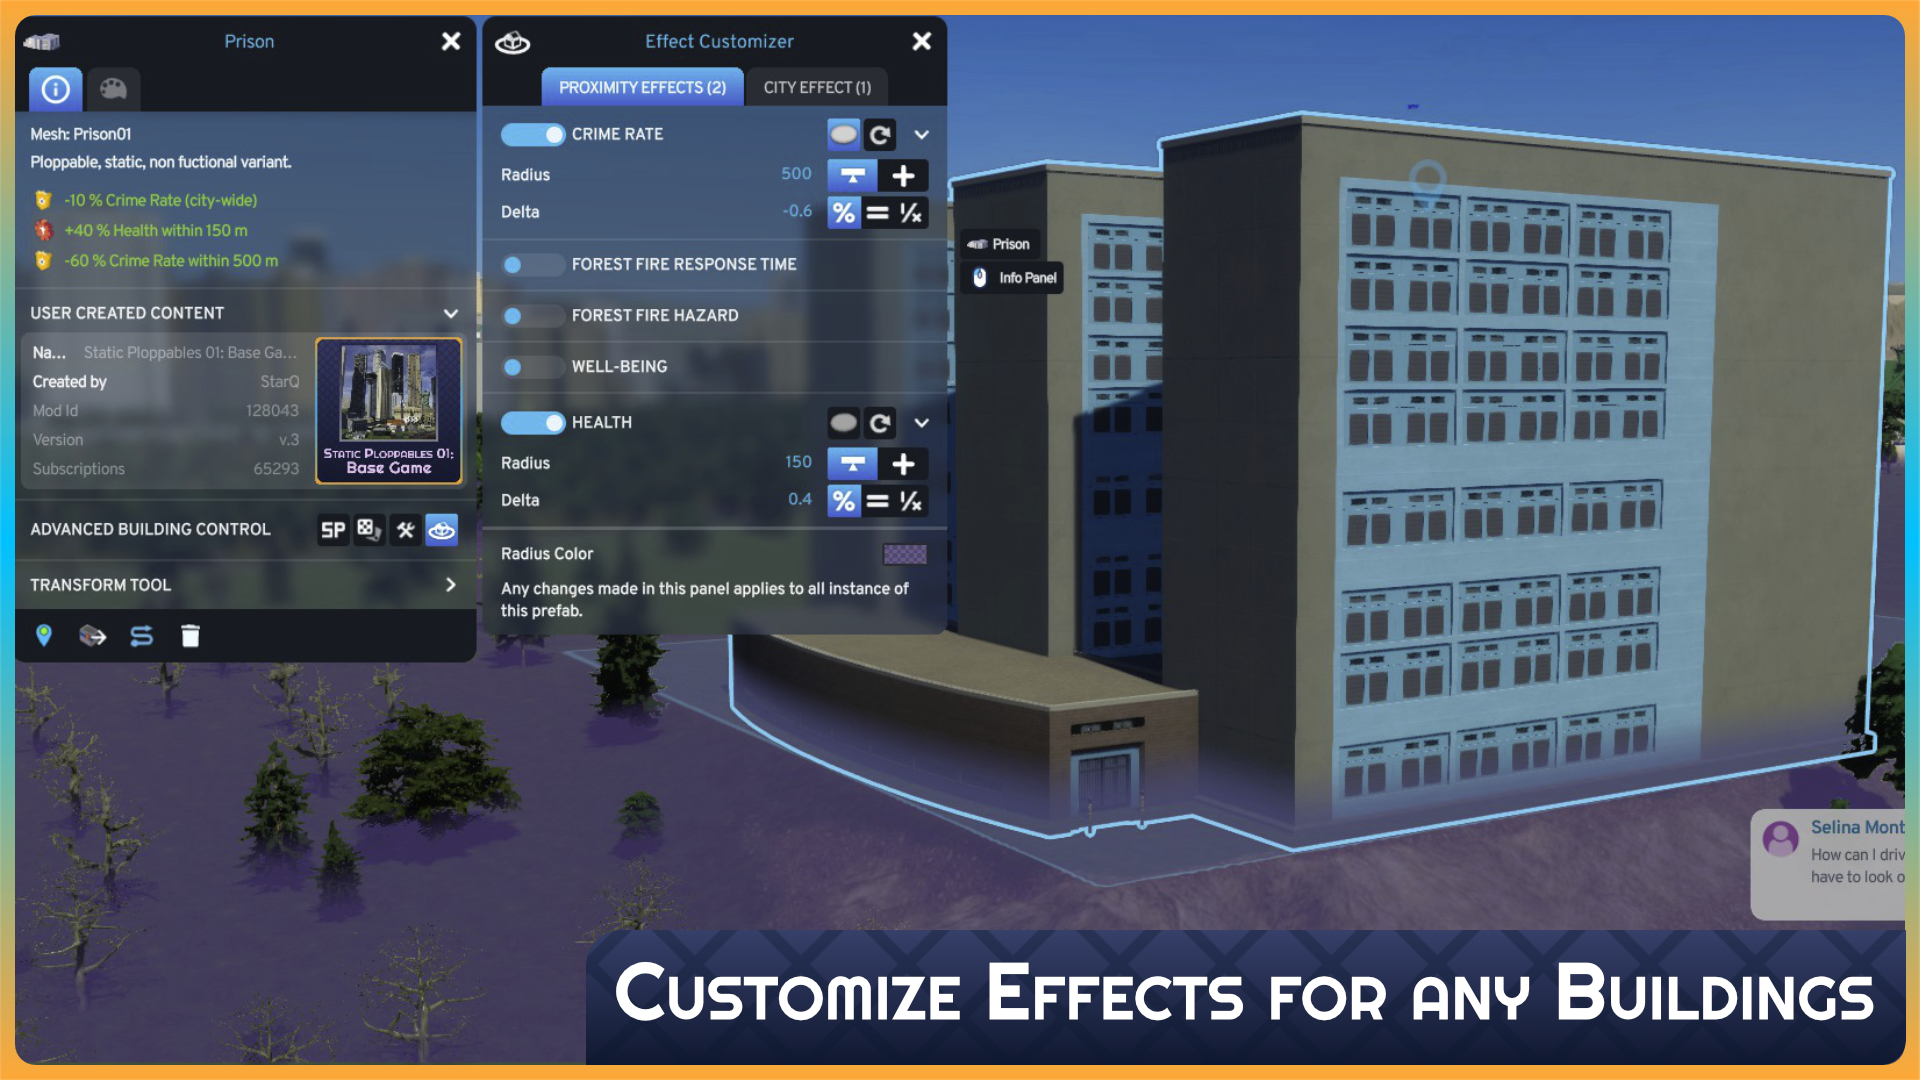 Prison
Mesh: Prison01
Ploppable, static, non fuctional variant.
-10 % Crime Rate (city-wide)
+40 % Health within 150 m
-60 % Crime Rate within 500 m
USER CREATED CONTENT
Na... Static Ploppables 01: Base Ga...
Created by StarQ
Mod Id 128043
Version v.3
Subscriptions 65293
Static Ploppables 01:
Base Game
ADVANCED BUILDING CONTROL SP
TRANSFORM TOOL
Effect Customizer
PROXIMITY EFFECTS (2) CITY EFFECT (1)
CRIME RATE
Radius 500
Delta -0.6 % = 1/x
FOREST FIRE RESPONSE TIME
FOREST FIRE HAZARD
WELL-BEING
HEALTH
Radius 150
Delta 0.4 % = 1/x
Radius Color
Any changes made in this panel applies to all instance of
this prefab.
Prison
Info Panel
Selina Mont
How can I driv
have to look o
Customize Effects for any Buildings